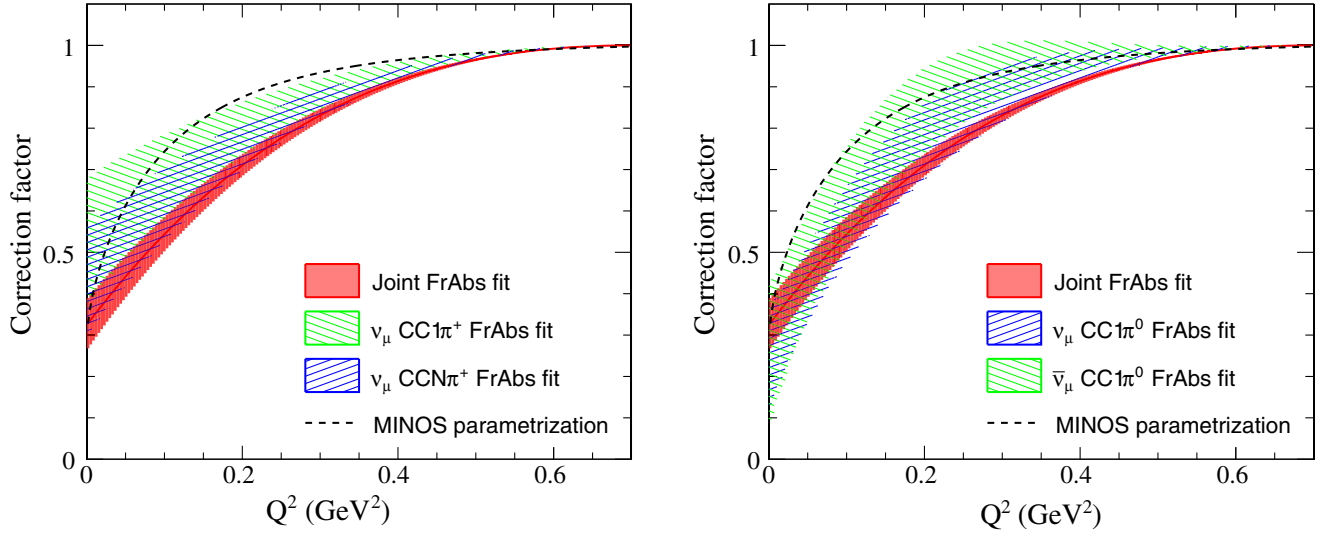 Correction factor
1
0.5
0
Joint FrAbs fit
νμ CC1π+ FrAbs fit
νμ CCNπ+ FrAbs fit
MINOS parametrization
0 0.2 0.4 0.6
Q² (GeV²)
Correction factor
1
0.5
0
Joint FrAbs fit
νμ CC1π⁰ FrAbs fit
ν̄μ CC1π⁰ FrAbs fit
MINOS parametrization
0 0.2 0.4 0.6
Q² (GeV²)